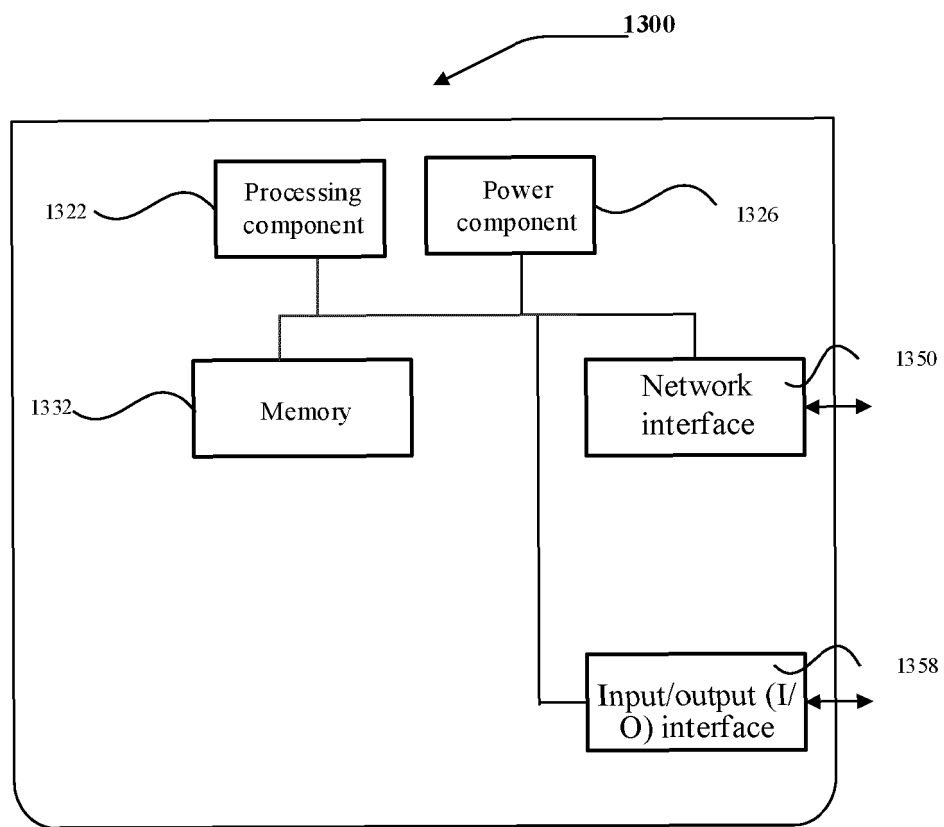 1300
Processing
component
Power
component
1322
1326
1332
Memory
Network
interface
1350
Input/output (I/
O) interface
1358